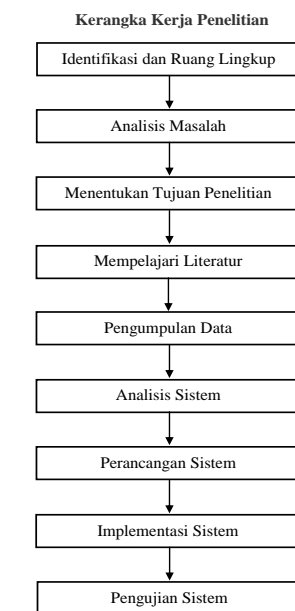 Kerangka Kerja Penelitian
Identifikasi dan Ruang Lingkup
Analisis Masalah
Menentukan Tujuan Penelitian
Mempelajari Literatur
Pengumpulan Data
Analisis Sistem
Perancangan Sistem
Implementasi Sistem
Pengujian Sistem